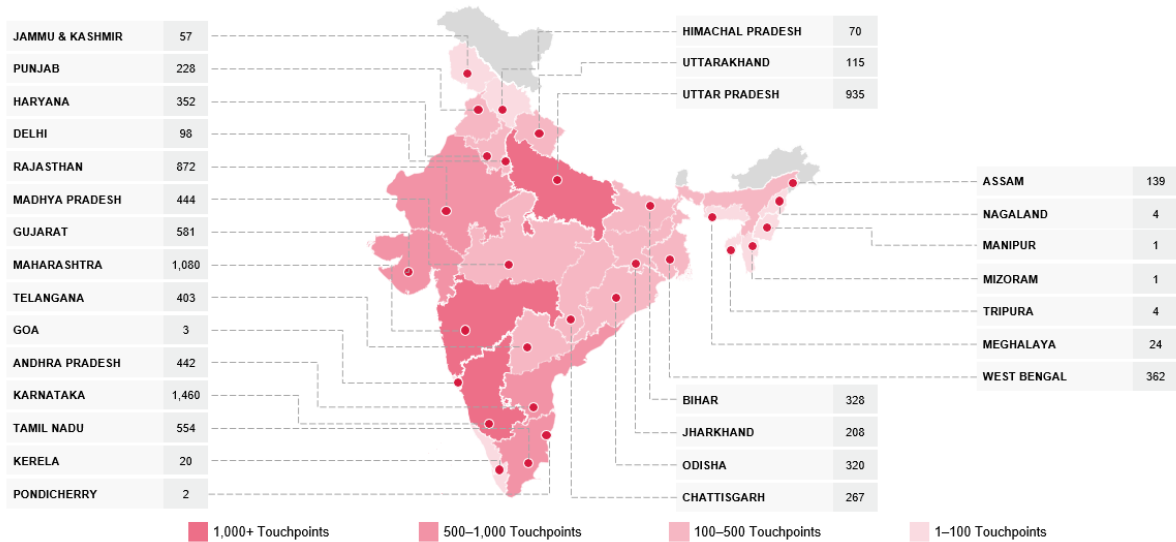 JAMMU & KASHMIR 57
PUNJAB 228
HARYANA 352
DELHI 98
RAJASTHAN 872
MADHYA PRADESH 444
GUJARAT 581
MAHARASHTRA 1,080
TELANGANA 403
GOA 3
ANDHRA PRADESH 442
KARNATAKA 1,460
TAMIL NADU 554
KERELA 20
PONDICHERRY 2
HIMACHAL PRADESH 70
UTTARAKHAND 115
UTTAR PRADESH 935
ASSAM 139
NAGALAND 4
MANIPUR 1
MIZORAM 1
TRIPURA 4
MEGHALAYA 24
WEST BENGAL 362
BIHAR 328
JHARKHAND 208
ODISHA 320
CHATTISGARH 267
1,000+ Touchpoints
500–1,000 Touchpoints
100–500 Touchpoints
1–100 Touchpoints